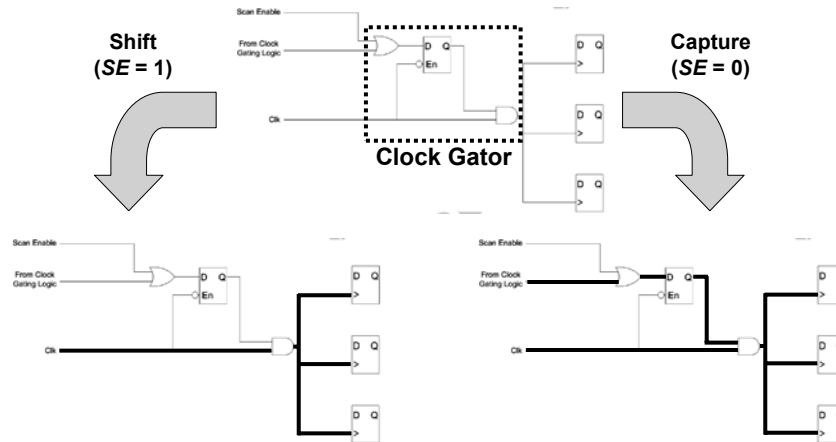 Scan Enable
Shift
(SE = 1)
From Clock
Gating Logic
D Q
En
Clk
Clock Gator
D Q
>
D Q
>
D Q
>
Capture
(SE = 0)
Scan Enable
From Clock
Gating Logic
D Q
En
Clk
D Q
>
D Q
>
D Q
>
Scan Enable
From Clock
Gating Logic
D Q
En
Clk
D Q
>
D Q
>
D Q
>